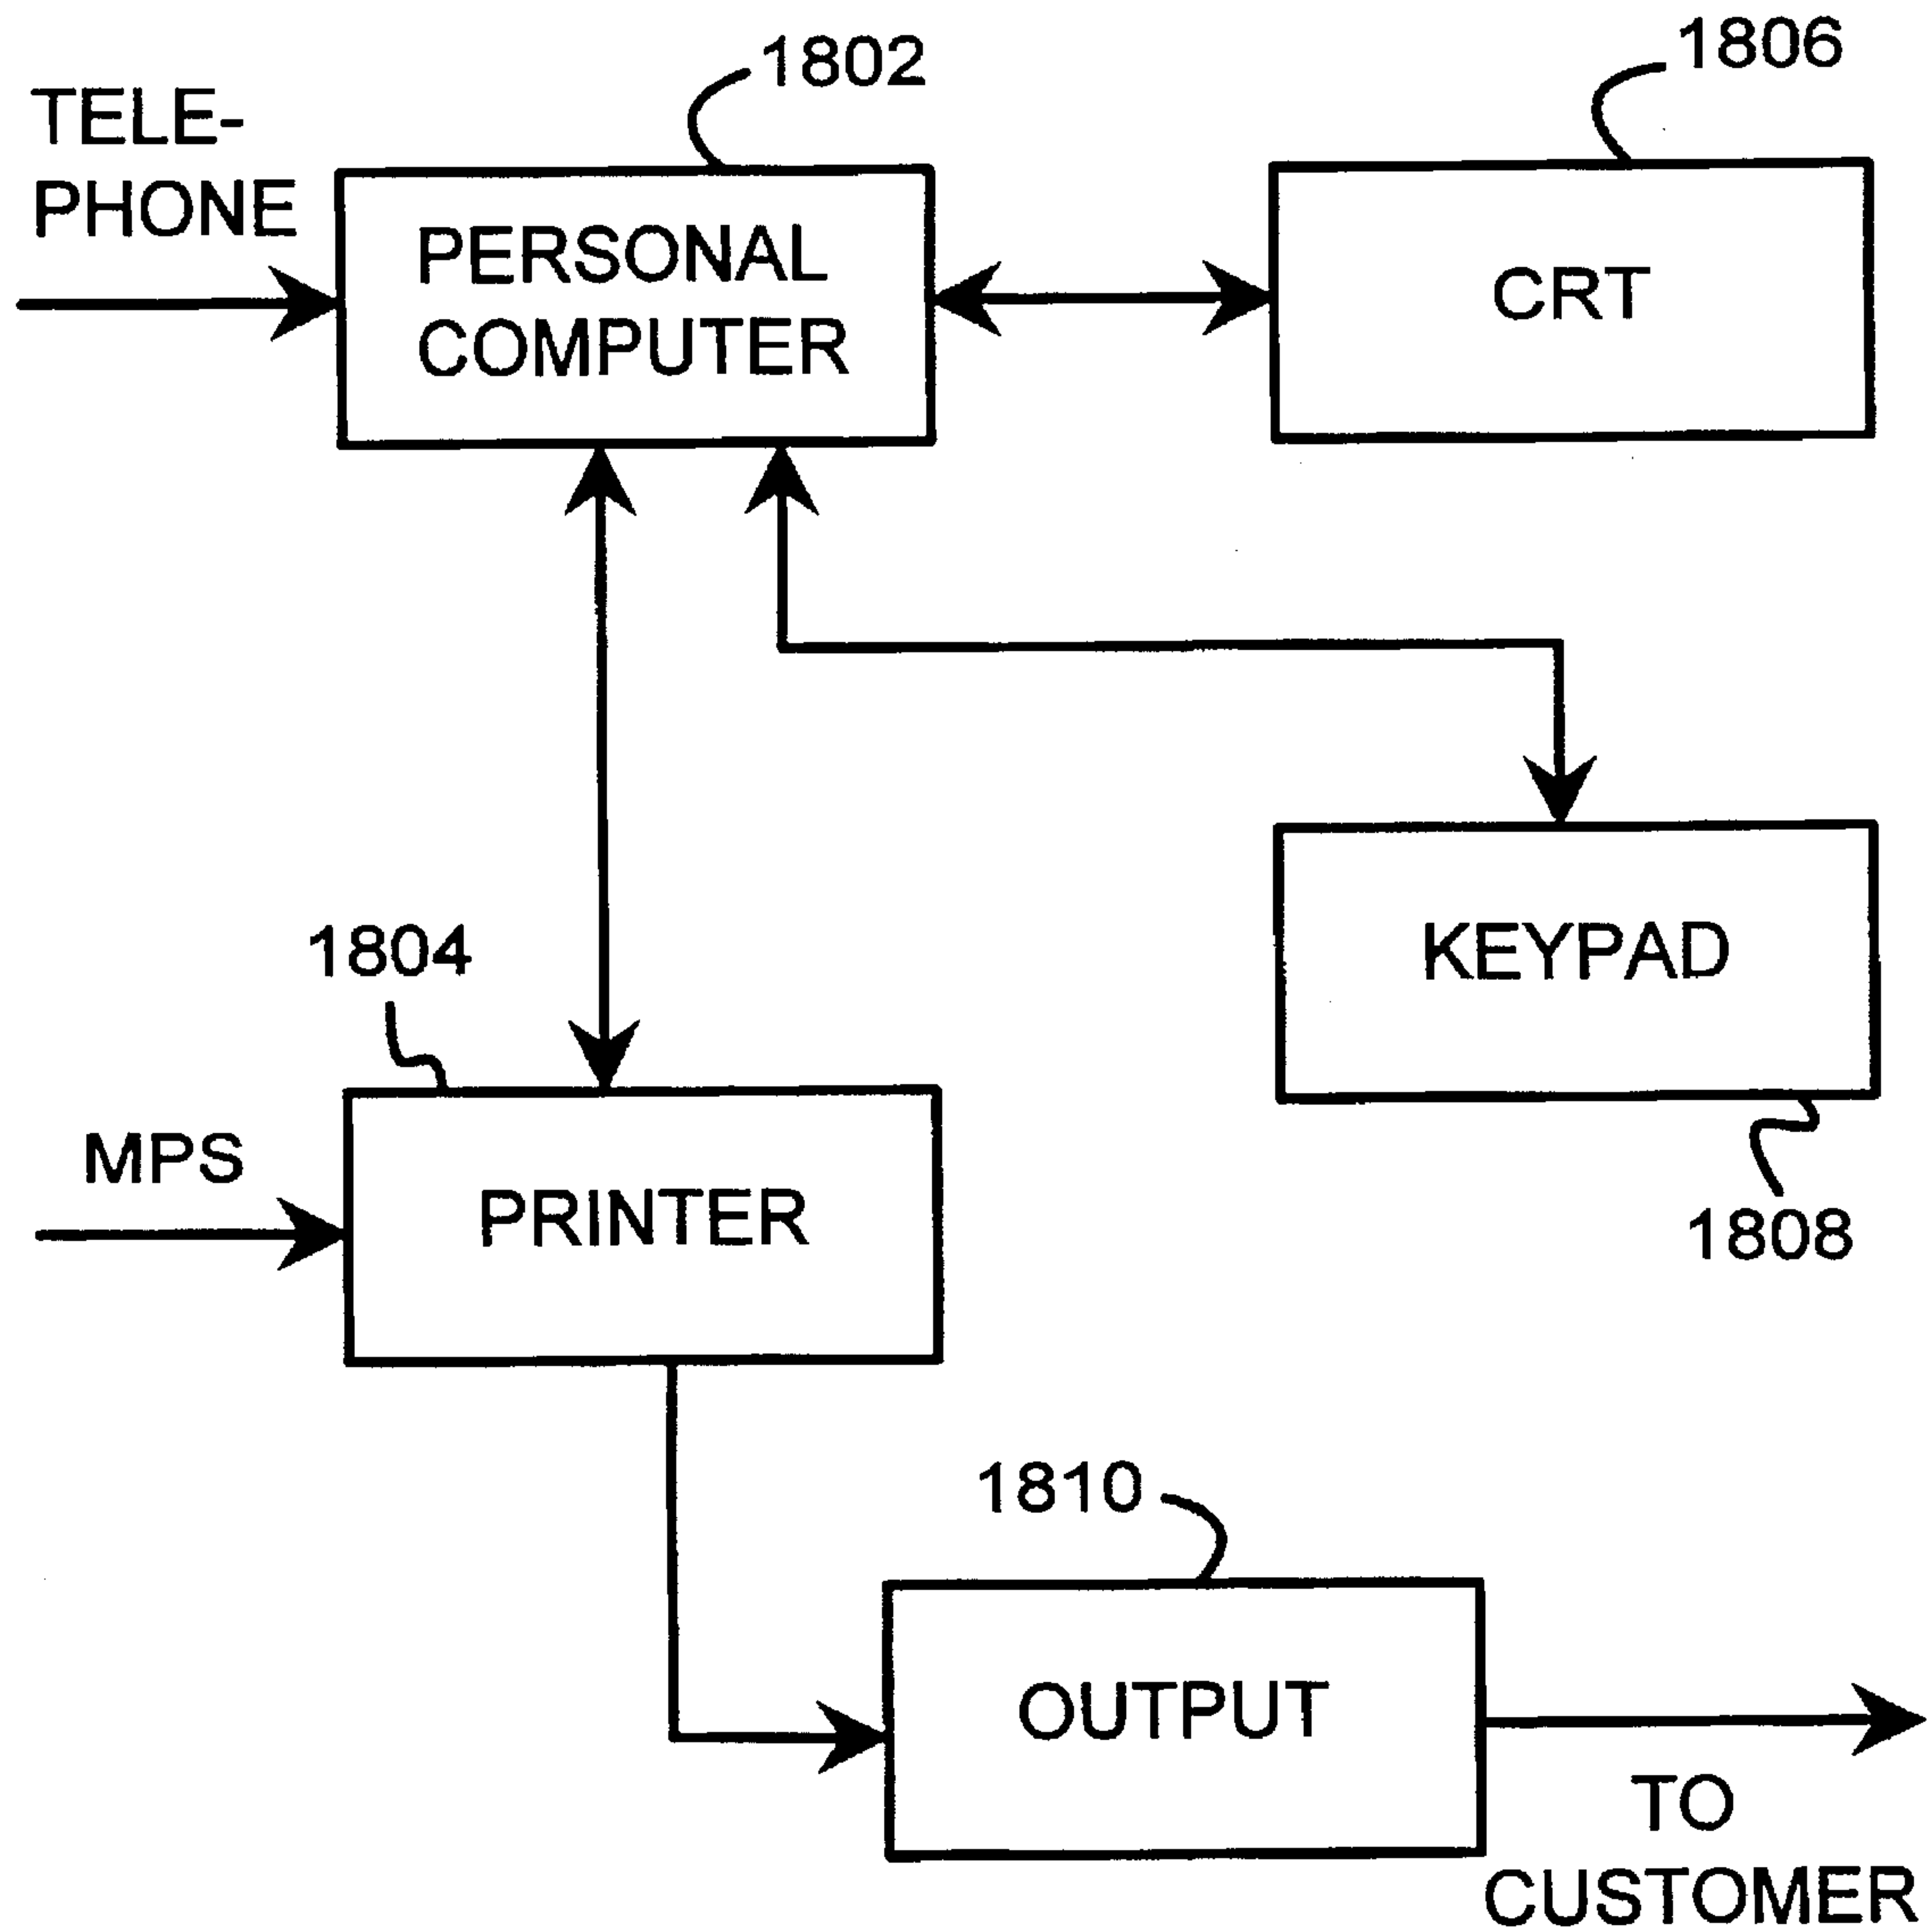 1802
1806
TELE-
PHONE
PERSONAL
COMPUTER
CRT
1804
KEYPAD
MPS
PRINTER
1808
1810
OUTPUT
TO
CUSTOMER